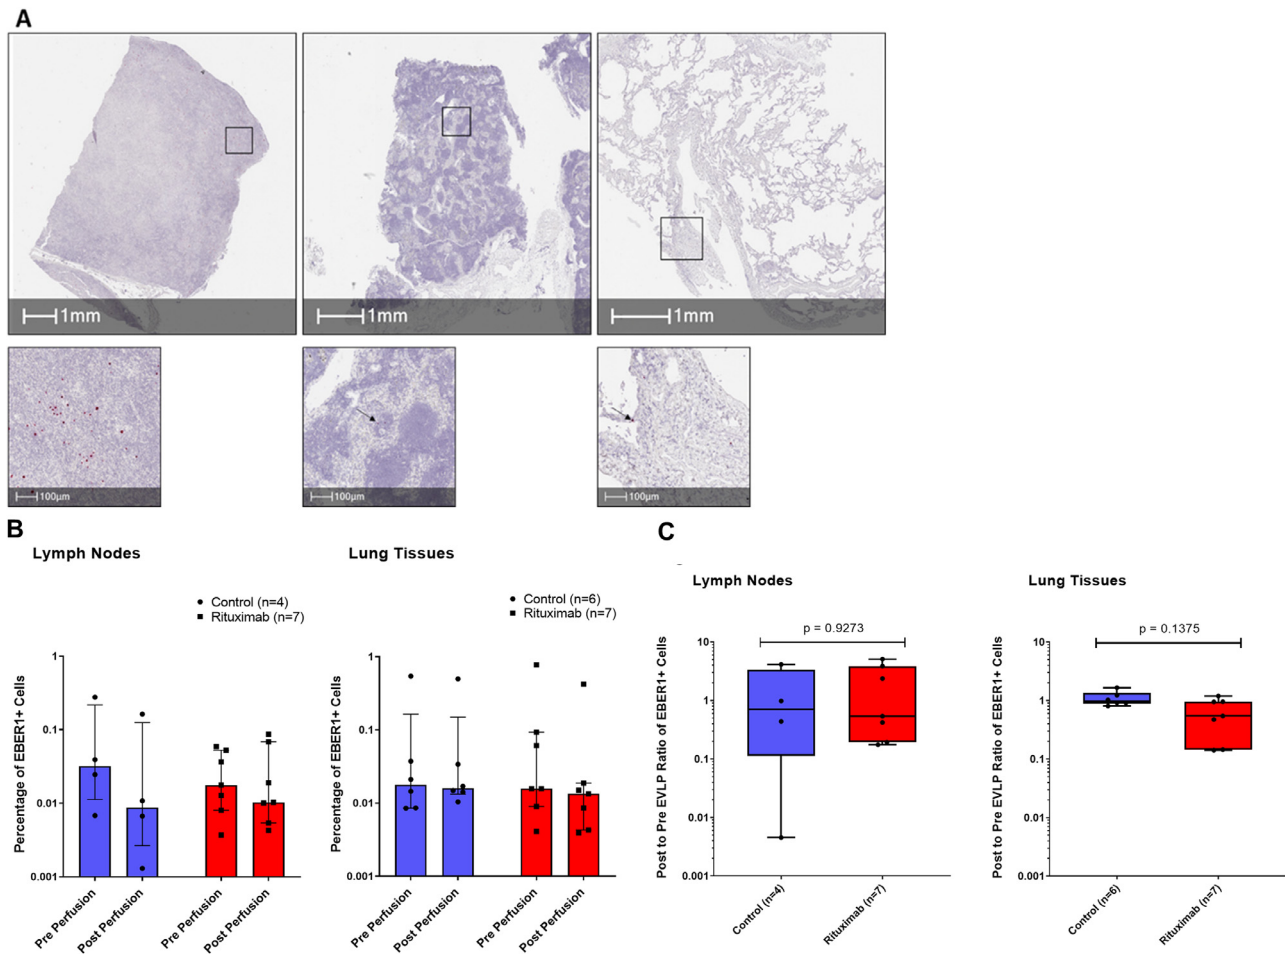 A
1mm
1mm
1mm
100µm
100µm
100µm
B
Lymph Nodes
Control (n=4)
Rituximab (n=7)
Percentage of EBER1+ Cells
1
0.1
0.01
0.001
Pre Perfusion
Post Perfusion
Pre Perfusion
Post Perfusion
Lung Tissues
Control (n=6)
Rituximab (n=7)
Percentage of EBER1+ Cells
1
0.1
0.01
0.001
Pre Perfusion
Post Perfusion
Pre Perfusion
Post Perfusion
C
Lymph Nodes
p = 0.9273
Post to Pre EVLP Ratio of EBER1+ Cells
10
1
0.1
0.01
0.001
Control (n=4)
Rituximab (n=7)
Lung Tissues
p = 0.1375
Post to Pre EVLP Ratio of EBER1+ Cells
10
1
0.1
0.01
0.001
Control (n=6)
Rituximab (n=7)